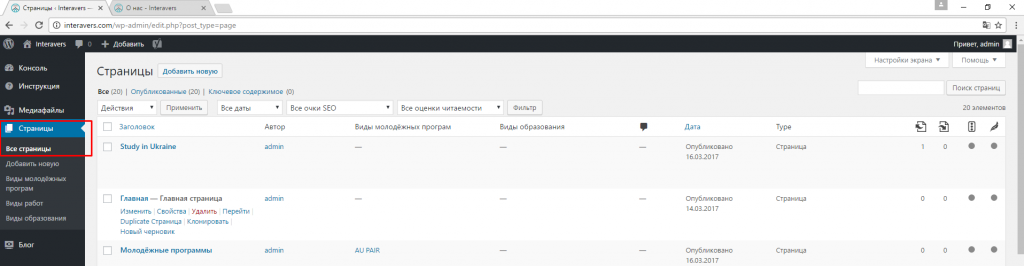 Страницы ‹ Interavers —
О нас - Interavers
interavers.com/wp-admin/edit.php?post_type=page
Interavers 0 Добавить
Привет, admin
Консоль
Инструкция
Медиафайлы
Страницы
Все страницы
Добавить новую
Виды молодёжных
програм
Виды работ
Виды образования
Блог
Настройки экрана Помощь
Страницы Добавить новую
Все (20) | Опубликованные (20) | Ключевое содержимое (0)
Поиск страниц
Действия Применить Все даты Все очки SEO Все оценки читаемости Фильтр
20 элементов
Заголовок Автор Виды молодёжных програм Виды образования Дата Type
Study in Ukraine admin — — — Опубликовано Страница 1 0
16.03.2017
Главная — Главная страница admin — — — Опубликовано Страница 0 0
14.03.2017
Изменить | Свойства | Удалить | Перейти |
Duplicate Страница | Клонировать |
Новый черновик
Молодёжные программы admin AU PAIR — — Опубликовано Страница 0 0
16.03.2017